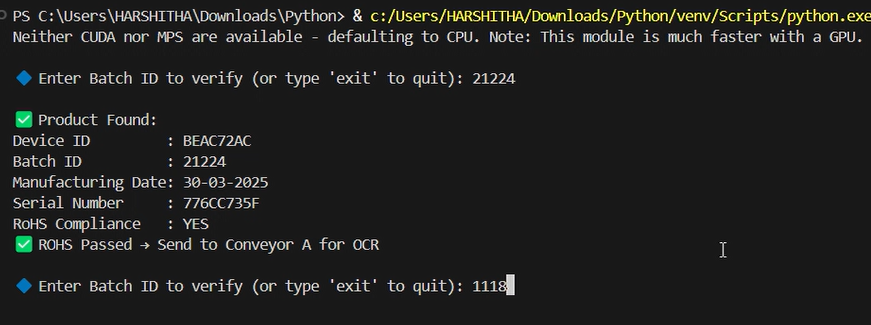 PS C:\Users\HARSHITHA\Downloads\Python> & c:/Users/HARSHITHA/Downloads/Python/venv/Scripts/python.exe
Neither CUDA nor MPS are available - defaulting to CPU. Note: This module is much faster with a GPU.
🔷 Enter Batch ID to verify (or type 'exit' to quit): 21224
✅ Product Found:
Device ID : BEAC72AC
Batch ID : 21224
Manufacturing Date: 30-03-2025
Serial Number : 776CC735F
RoHS Compliance : YES
✅ ROHS Passed → Send to Conveyor A for OCR
🔷 Enter Batch ID to verify (or type 'exit' to quit): 1118